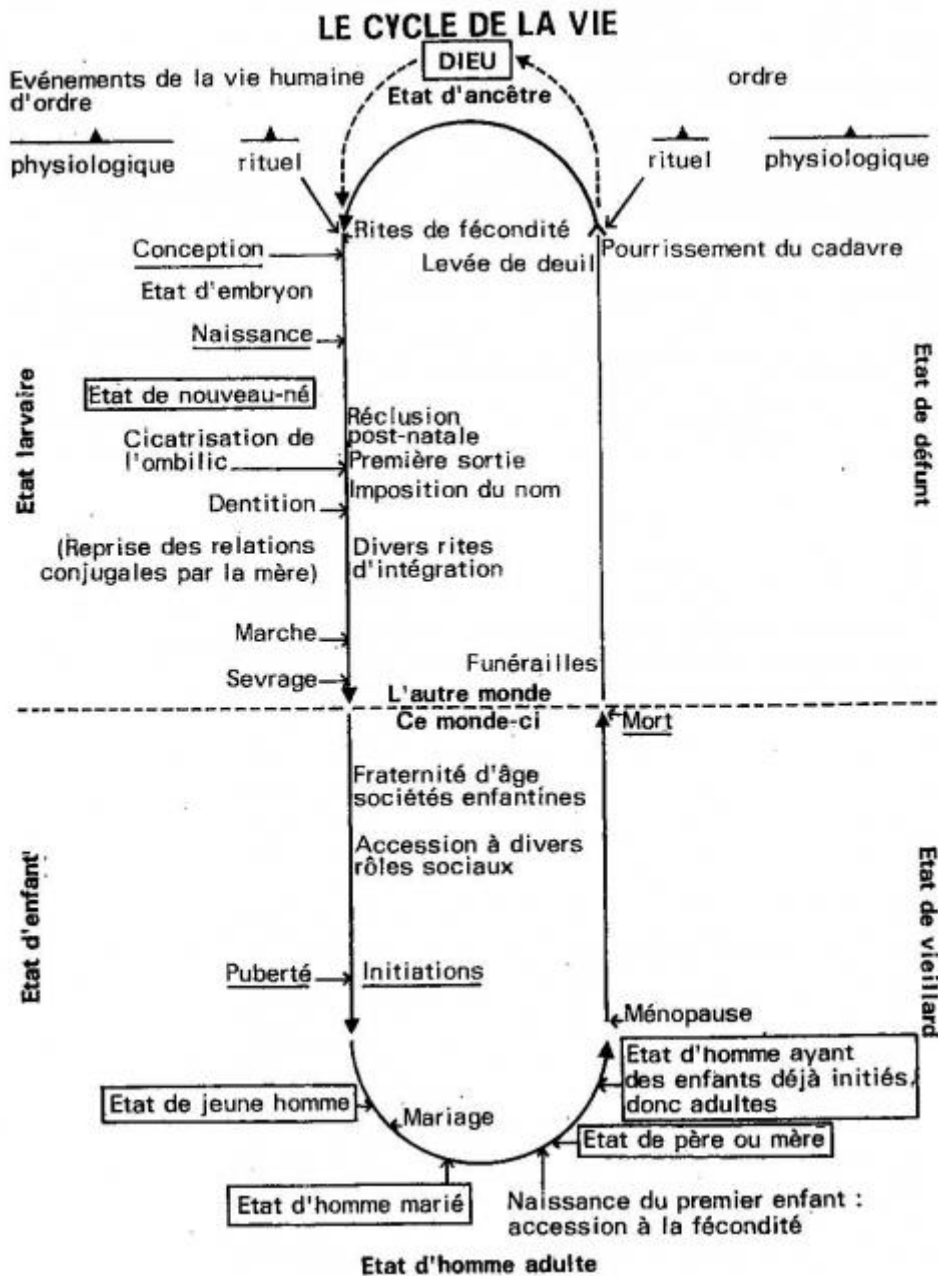 LE CYCLE DE LA VIE
DIEU
Etat d'ancêtre
Evénements de la vie humaine
d'ordre
ordre
physiologique
rituel
rituel
physiologique
Rites de fécondité
Conception
Levée de deuil
Pourrissement du cadavre
Etat d'embryon
Naissance
Etat larvaire
Etat de défunt
Etat de nouveau-né
Réclusion
post-natale
Cicatrisation de
l'ombilic
Première sortie
Imposition du nom
Dentition
(Reprise des relations
conjugales par la mère)
Divers rites
d'intégration
Marche
Funérailles
Sevrage
L'autre monde
Ce monde-ci
Mort
Fraternité d'âge
sociétés enfantines
Accession à divers
rôles sociaux
Etat d'enfant'
Etat de vieillard
Puberté
Initiations
Ménopause
Etat d'homme ayant
des enfants déjà initiés,
donc adultes
Etat de jeune homme
Mariage
Etat de père ou mère
Etat d'homme marié
Naissance du premier enfant :
accession à la fécondité
Etat d'homme adulte